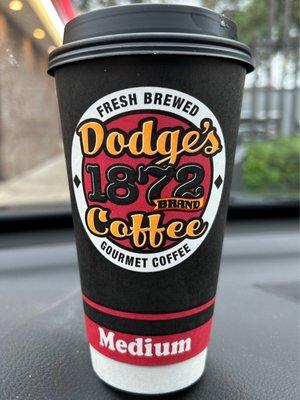 FRESH BREWED
Dodge's
1872
BRAND
Coffee
GOURMET COFFEE
Medium